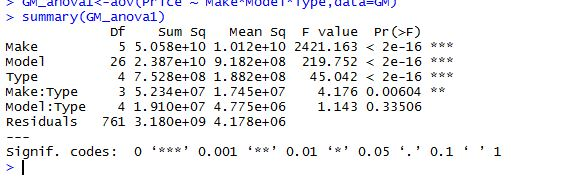 > GM_anova1<-aov(Price ~ Make*Model*Type,data=GM)
> summary(GM_anova1)
Df Sum Sq Mean Sq F value Pr(>F)
Make 5 5.058e+10 1.012e+10 2421.163 < 2e-16 ***
Model 26 2.387e+10 9.182e+08 219.752 < 2e-16 ***
Type 4 7.528e+08 1.882e+08 45.042 < 2e-16 ***
Make:Type 3 5.234e+07 1.745e+07 4.176 0.00604 **
Model:Type 4 1.910e+07 4.775e+06 1.143 0.33506
Residuals 761 3.180e+09 4.178e+06
---
Signif. codes: 0 ‘***’ 0.001 ‘**’ 0.01 ‘*’ 0.05 ‘.’ 0.1 ‘ ’ 1
>